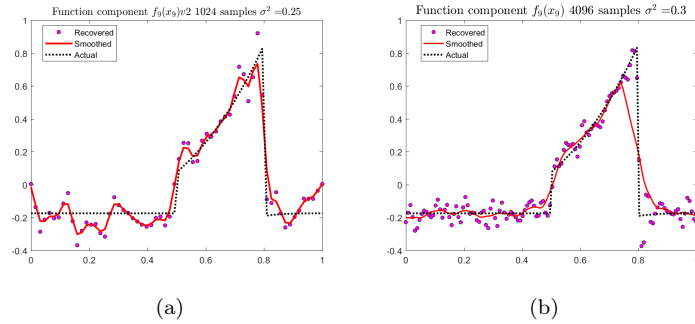 Function component f₉(x₉)v2 1024 samples σ² =0.25
Recovered
Smoothed
Actual
1
0.8
0.6
0.4
0.2
0
-0.2
-0.4
0 0.2 0.4 0.6 0.8 1
(a)
Function component f₉(x₉) 4096 samples σ² =0.3
Recovered
Smoothed
Actual
1
0.8
0.6
0.4
0.2
0
-0.2
-0.4
0 0.2 0.4 0.6 0.8
(b)